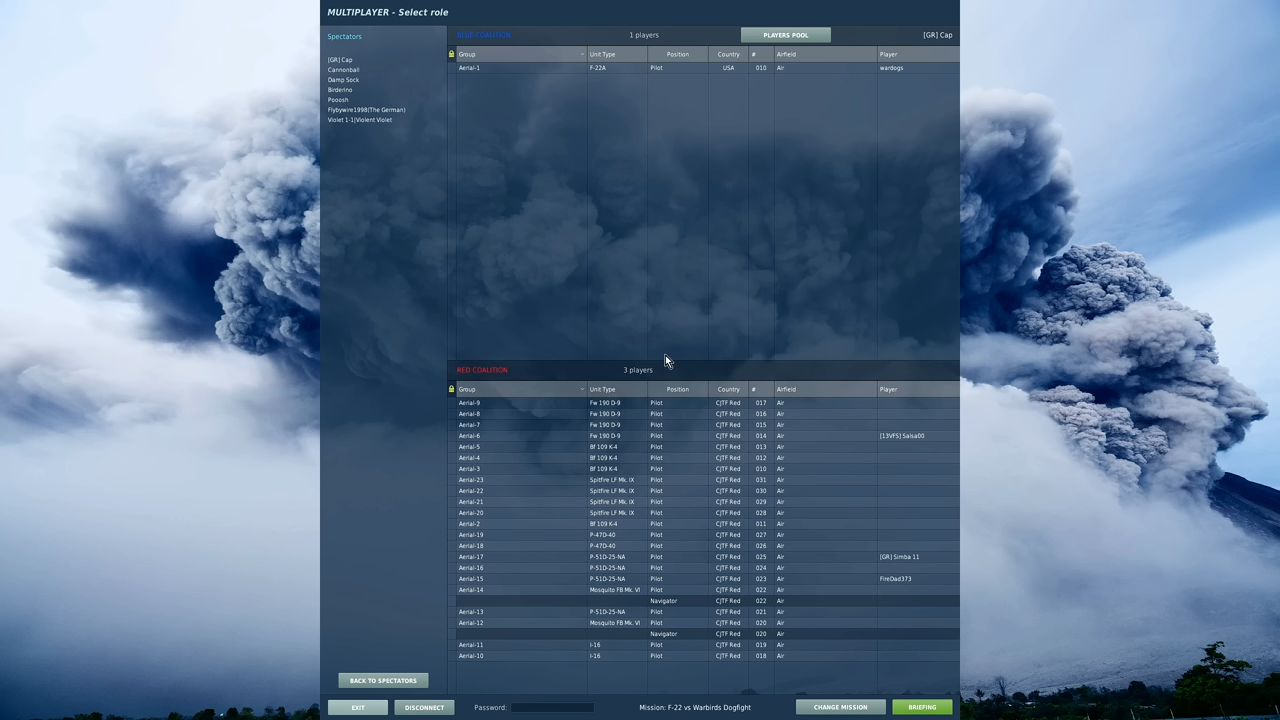 MULTIPLAYER - Select role
Spectators
[GR] Cap
Cannonball
Damp Sock
Birderino
Pooosh
Flybywire1998(The German)
Violet 1-1|Violent Violet
BACK TO SPECTATORS
BLUE COALITION 1 players PLAYERS POOL [GR] Cap
Group Unit Type Position Country # Airfield Player
Aerial-1 F-22A Pilot USA 010 Air wardogs
RED COALITION 3 players
Group Unit Type Position Country # Airfield Player
Aerial-9 Fw 190 D-9 Pilot CJTF Red 017 Air
Aerial-8 Fw 190 D-9 Pilot CJTF Red 016 Air
Aerial-7 Fw 190 D-9 Pilot CJTF Red 015 Air
Aerial-6 Fw 190 D-9 Pilot CJTF Red 014 Air [13VFS] Salsa00
Aerial-5 Bf 109 K-4 Pilot CJTF Red 013 Air
Aerial-4 Bf 109 K-4 Pilot CJTF Red 012 Air
Aerial-3 Bf 109 K-4 Pilot CJTF Red 010 Air
Aerial-23 Spitfire LF Mk. IX Pilot CJTF Red 031 Air
Aerial-22 Spitfire LF Mk. IX Pilot CJTF Red 030 Air
Aerial-21 Spitfire LF Mk. IX Pilot CJTF Red 029 Air
Aerial-20 Spitfire LF Mk. IX Pilot CJTF Red 028 Air
Aerial-2 Bf 109 K-4 Pilot CJTF Red 011 Air
Aerial-19 P-47D-40 Pilot CJTF Red 027 Air
Aerial-18 P-47D-40 Pilot CJTF Red 026 Air
Aerial-17 P-51D-25-NA Pilot CJTF Red 025 Air [GR] Simba 11
Aerial-16 P-51D-25-NA Pilot CJTF Red 024 Air
Aerial-15 P-51D-25-NA Pilot CJTF Red 023 Air FireDad373
Aerial-14 Mosquito FB Mk. VI Pilot CJTF Red 022 Air
Navigator CJTF Red 022 Air
Aerial-13 P-51D-25-NA Pilot CJTF Red 021 Air
Aerial-12 Mosquito FB Mk. VI Pilot CJTF Red 020 Air
Navigator CJTF Red 020 Air
Aerial-11 I-16 Pilot CJTF Red 019 Air
Aerial-10 I-16 Pilot CJTF Red 018 Air
EXIT DISCONNECT Password: Mission: F-22 vs Warbirds Dogfight CHANGE MISSION BRIEFING